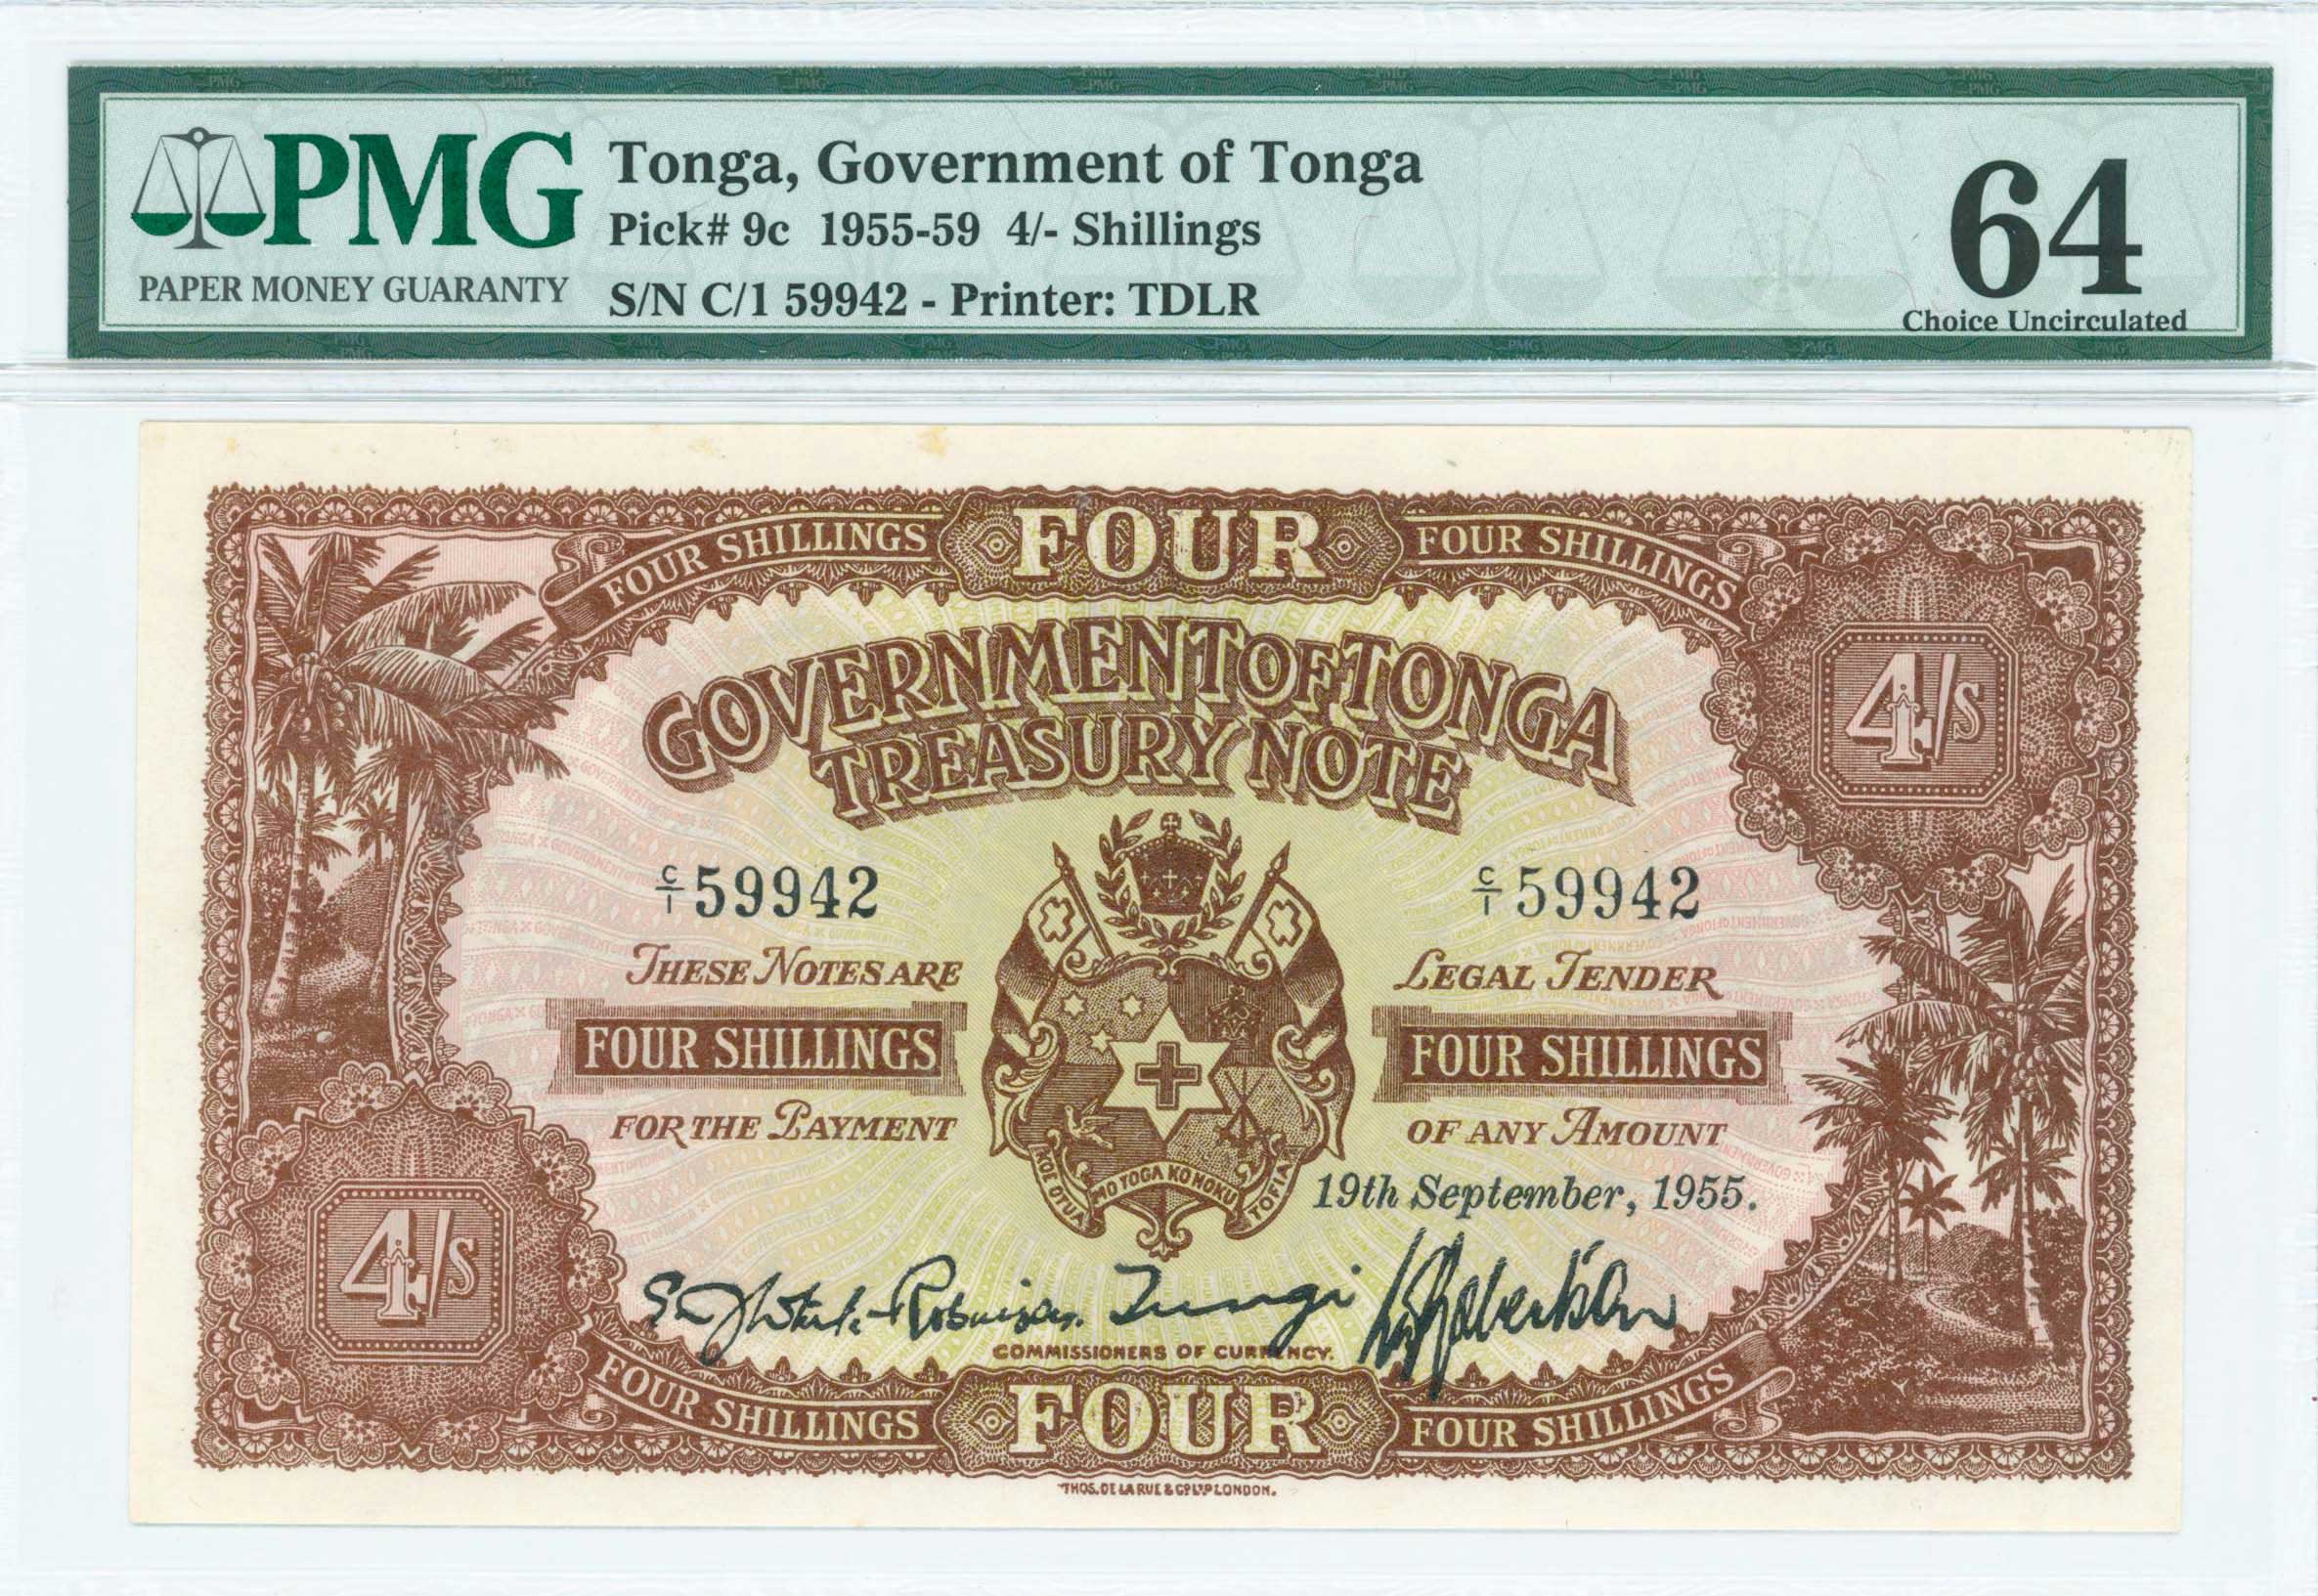 PMG
PAPER MONEY GUARANTY
Tonga, Government of Tonga
Pick# 9c 1955-59 4/- Shillings
S/N C/1 59942 - Printer: TDLR
64
Choice Uncirculated
FOUR SHILLINGS FOUR FOUR SHILLINGS
GOVERNMENT OF TONGA
TREASURY NOTE
4/s
C/1 59942 C/1 59942
THESE NOTES ARE LEGAL TENDER
FOUR SHILLINGS FOUR SHILLINGS
FOR THE PAYMENT OF ANY AMOUNT
KOE OTUA MO TOGA KO HOKU TOFIA
19th September, 1955.
4/s
Tungi
COMMISSIONERS OF CURRENCY.
FOUR SHILLINGS FOUR FOUR SHILLINGS
THOS. DE LA RUE & CO LTD LONDON.